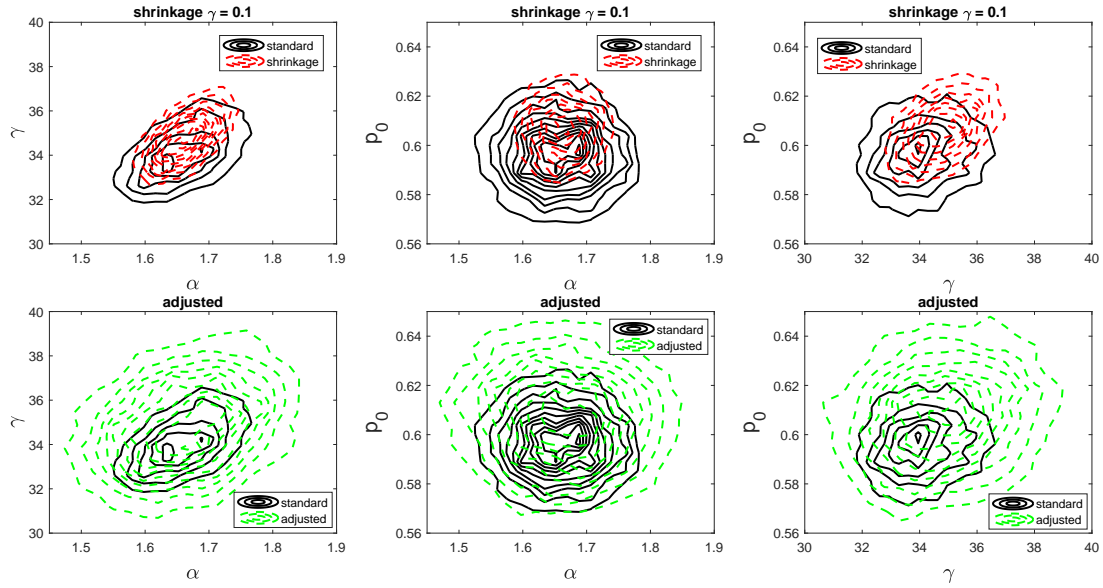 shrinkage γ = 0.1
40
38
36
34
32
30
γ
1.5
1.6
1.7
1.8
1.9
α
standard
shrinkage
shrinkage γ = 0.1
0.64
0.62
0.6
0.58
0.56
p0
1.5
1.6
1.7
1.8
1.9
α
standard
shrinkage
shrinkage γ = 0.1
0.64
0.62
0.6
0.58
0.56
p0
30
32
34
36
38
40
γ
standard
shrinkage
adjusted
40
38
36
34
32
30
γ
1.5
1.6
1.7
1.8
1.9
α
standard
adjusted
adjusted
0.64
0.62
0.6
0.58
0.56
p0
1.5
1.6
1.7
1.8
1.9
α
standard
adjusted
adjusted
0.64
0.62
0.6
0.58
0.56
p0
30
32
34
36
38
40
γ
standard
adjusted